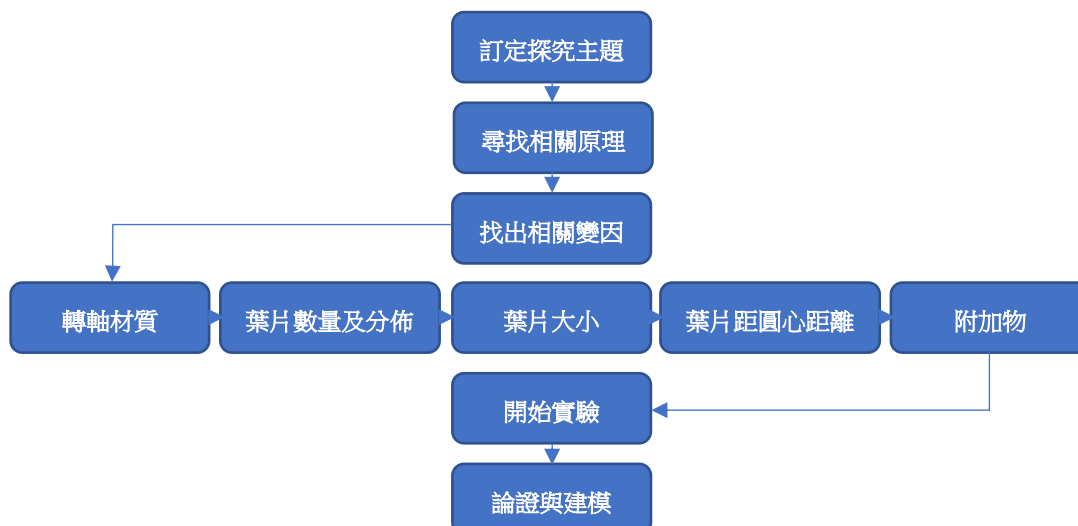 訂定探究主題
尋找相關原理
找出相關變因
轉軸材質
葉片數量及分佈
葉片大小
葉片距圓心距離
附加物
開始實驗
論證與建模